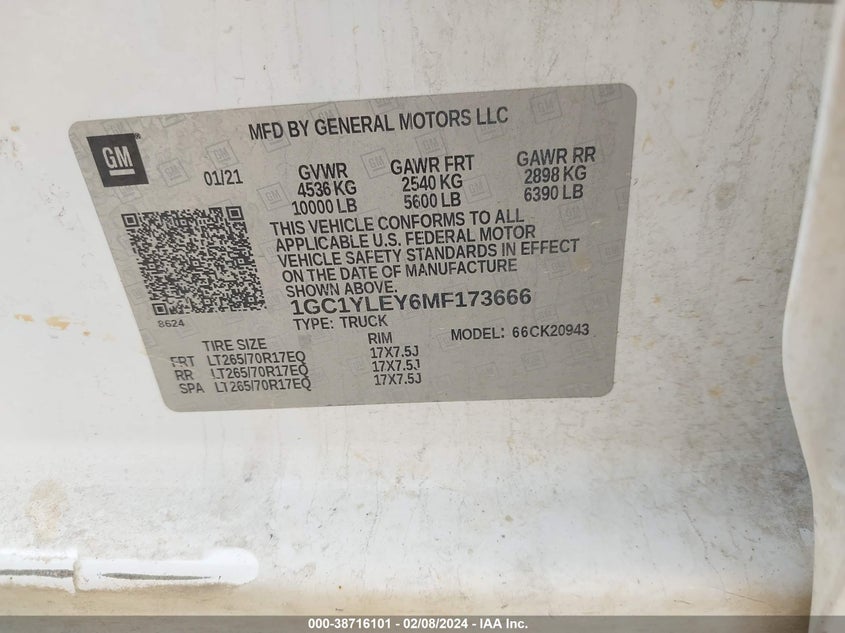 GM
MFD BY GENERAL MOTORS LLC
01/21
GVWR
4536 KG
10000 LB
GAWR FRT
2540 KG
5600 LB
GAWR RR
2898 KG
6390 LB
THIS VEHICLE CONFORMS TO ALL
APPLICABLE U.S. FEDERAL MOTOR
VEHICLE SAFETY STANDARDS IN EFFECT
ON THE DATE OF MANUFACTURE
SHOWN ABOVE.
1GC1YLEY6MF173666
8624
TYPE: TRUCK
MODEL: 66CK20943
TIRE SIZE RIM
FRT LT265/70R17EQ 17X7.5J
RR LT265/70R17EQ 17X7.5J
SPA LT265/70R17EQ 17X7.5J
000-38716101 - 02/08/2024 - IAA Inc.